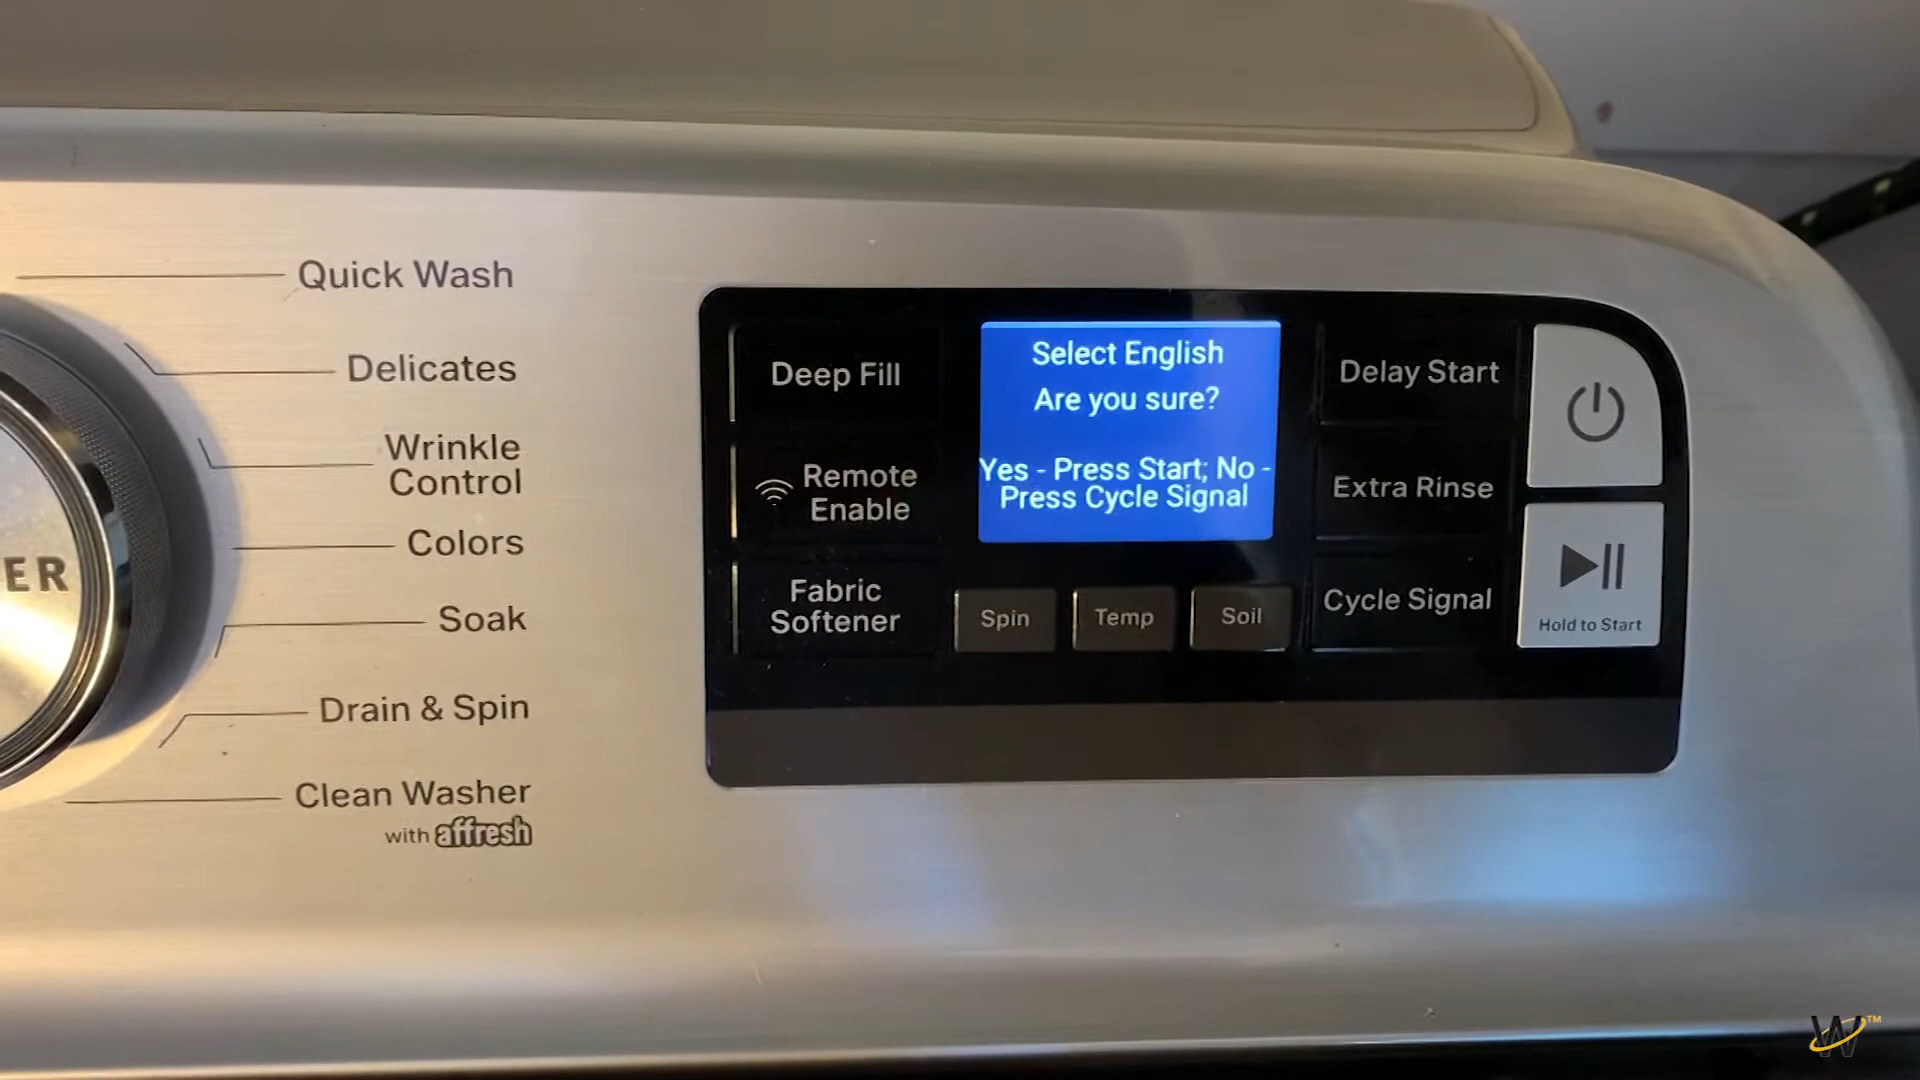 Quick Wash
Delicates
Wrinkle
Control
Colors
Soak
Drain & Spin
Clean Washer
with affresh
ER
Deep Fill
Remote
Enable
Fabric
Softener
Select English
Are you sure?
Yes - Press Start; No -
Press Cycle Signal
Spin
Temp
Soil
Delay Start
Extra Rinse
Cycle Signal
Hold to Start
W™